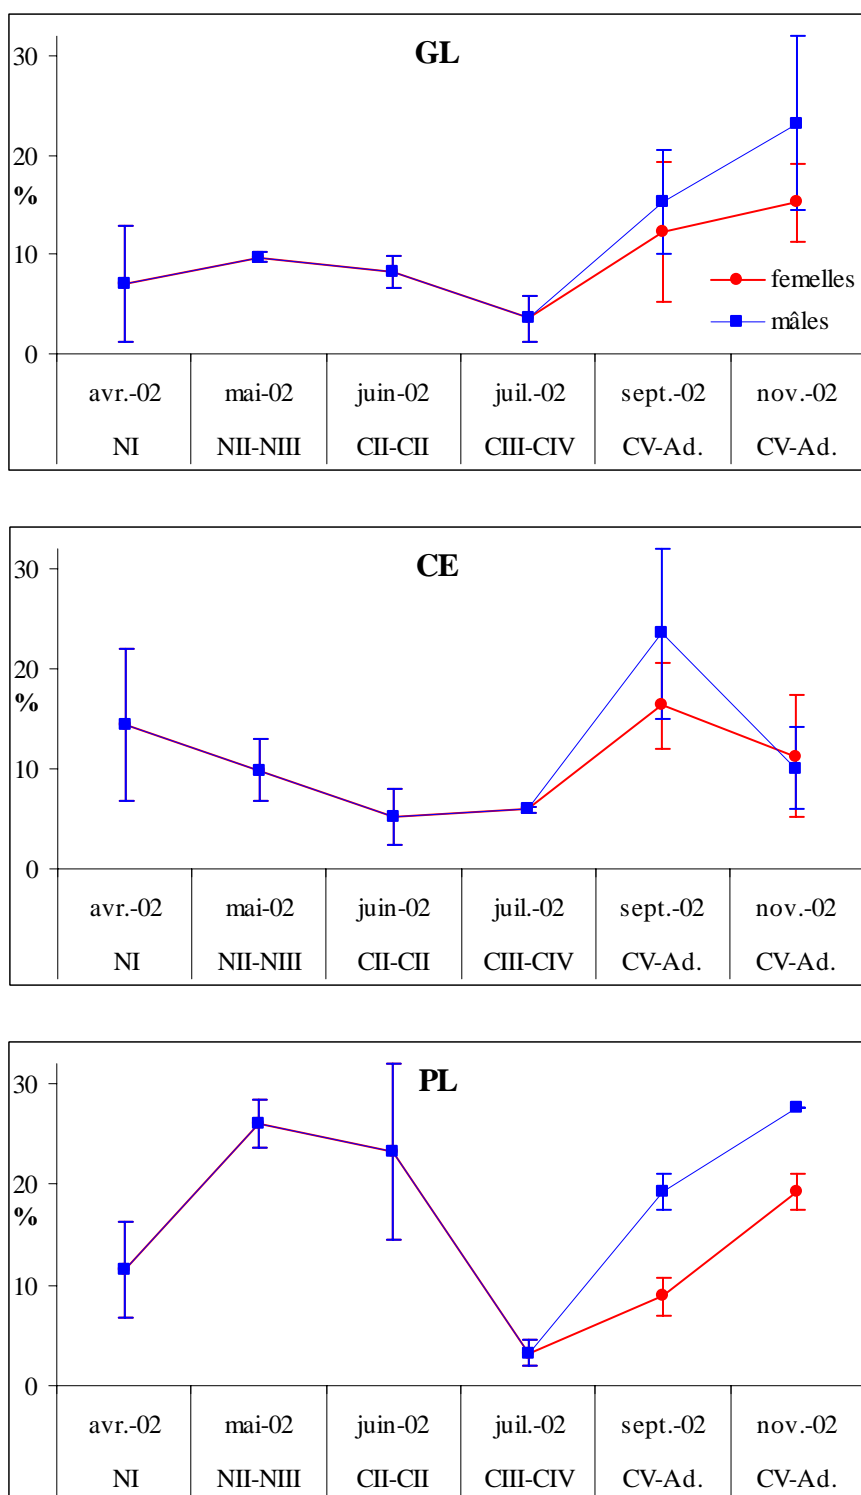 GL
30
20
%
10
femelles
mâles
0
avr.-02 mai-02 juin-02 juil.-02 sept.-02 nov.-02
NI NII-NIII CII-CII CIII-CIV CV-Ad. CV-Ad.
CE
30
20
%
10
0
avr.-02 mai-02 juin-02 juil.-02 sept.-02 nov.-02
NI NII-NIII CII-CII CIII-CIV CV-Ad. CV-Ad.
PL
30
20
%
10
0
avr.-02 mai-02 juin-02 juil.-02 sept.-02 nov.-02
NI NII-NIII CII-CII CIII-CIV CV-Ad. CV-Ad.